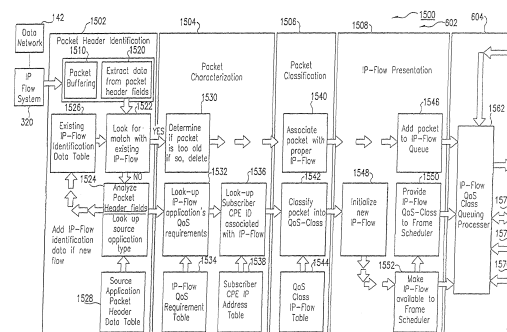 142
1502
1504
1506
1508
1500
602
604
Data
Network
IP
Flow
System
320
Packet Header Identification
1510
1520
Packet
Buffering
Extract data
from packet
header fields
1526
1522
Existing IP-Flow
Identification
Data Table
Look for
match with
existing
IP-Flow
YES
NO
1524
Analyze
Packet
Header fields
Look up
source
application
type
Add IP-Flow
identification
data if new
flow
1528
Source
Application
Packet
Header Data Table
Packet
Characterization
1530
Determine
if packet
is too old
if so, delete
1532
1536
Look-up
IP-Flow
application's
QoS
requirements
Look-up
Subscriber
CPE ID
associated
with IP-Flow
1534
1538
IP-Flow
QoS
Requirement
Table
Subscriber
CPE IP
Address Table
Packet
Classification
1540
Associate
packet with
proper IP-
Flow
1542
Classify
packet into
QoS-Class
1544
QoS
Class IP-Flow
Table
IP-Flow Presentation
1546
Add packet
to IP-Flow
Queue
1548
1550
Initialize
new IP-
Flow
Provide
IP-Flow
QoS-Class
to Frame
Scheduler
1552
Make
IP-Flow
available to
Frame
Scheduler
1562
IP-Flow
QoS
Class
Queuing
Processor
157
157
157